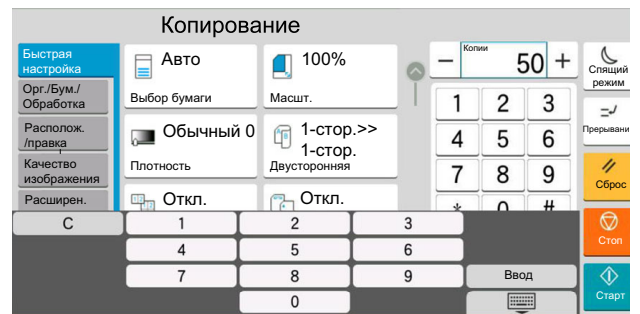 Копирование
Быстрая
настройка
Орг./Бум./
Обработка
Располож.
/правка
Качество
изображения
Расширен.
Авто
Выбор бумаги
100%
Масшт.
Обычный 0
Плотность
1-стор.>>
1-стор.
Двусторонняя
Откл.
Откл.
Копии
− 50 +
1 2 3
4 5 6
7 8 9
* 0 #
Спящий
режим
Прерывани
Сброс
Стоп
Старт
C 1 2 3
4 5 6
7 8 9 Ввод
0